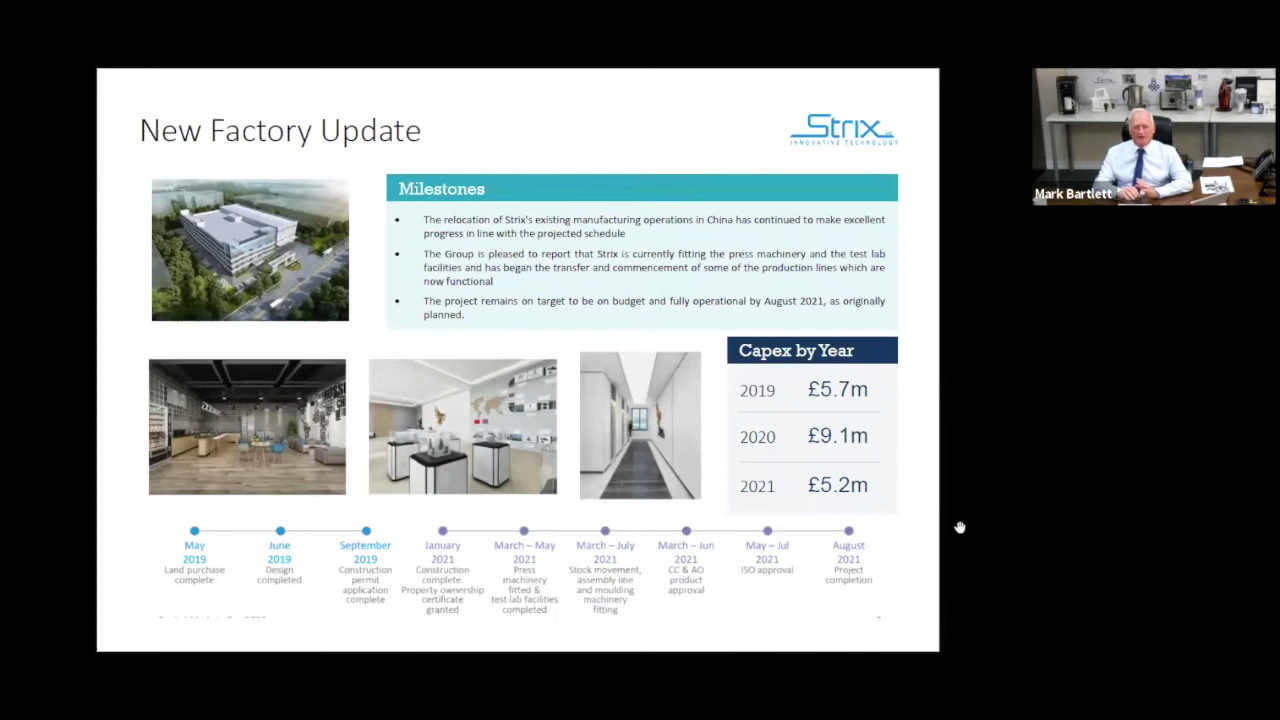 New Factory Update
Strix
INNOVATIVE TECHNOLOGY
Milestones
• The relocation of Strix's existing manufacturing operations in China has continued to make excellent
progress in line with the projected schedule
• The Group is pleased to report that Strix is currently fitting the press machinery and the test lab
facilities and has began the transfer and commencement of some of the production lines which are
now functional
• The project remains on target to be on budget and fully operational by August 2021, as originally
planned.
Capex by Year
2019 £5.7m
2020 £9.1m
2021 £5.2m
May
2019
Land purchase
complete
June
2019
Design
completed
September
2019
Construction
permit
application
complete
January
2021
Construction
complete.
Property ownership
certificate
granted
March – May
2021
Press
machinery
fitted &
test lab facilities
completed
March – July
2021
Stock movement,
assembly line
and moulding
machinery
fitting
March – Jun
2021
CC & AO
product
approval
May – Jul
2021
ISO approval
August
2021
Project
completion
Mark Bartlett